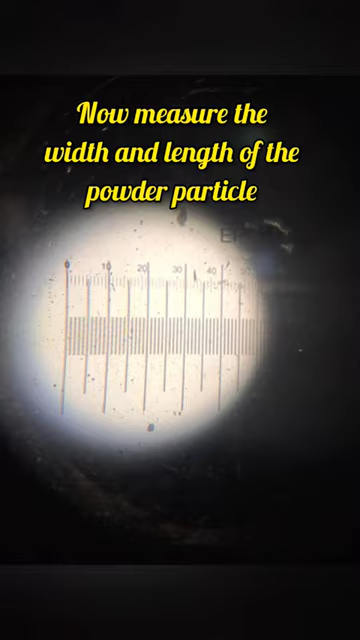 Now measure the
width and length of the
powder particle
0 10 20 30 40